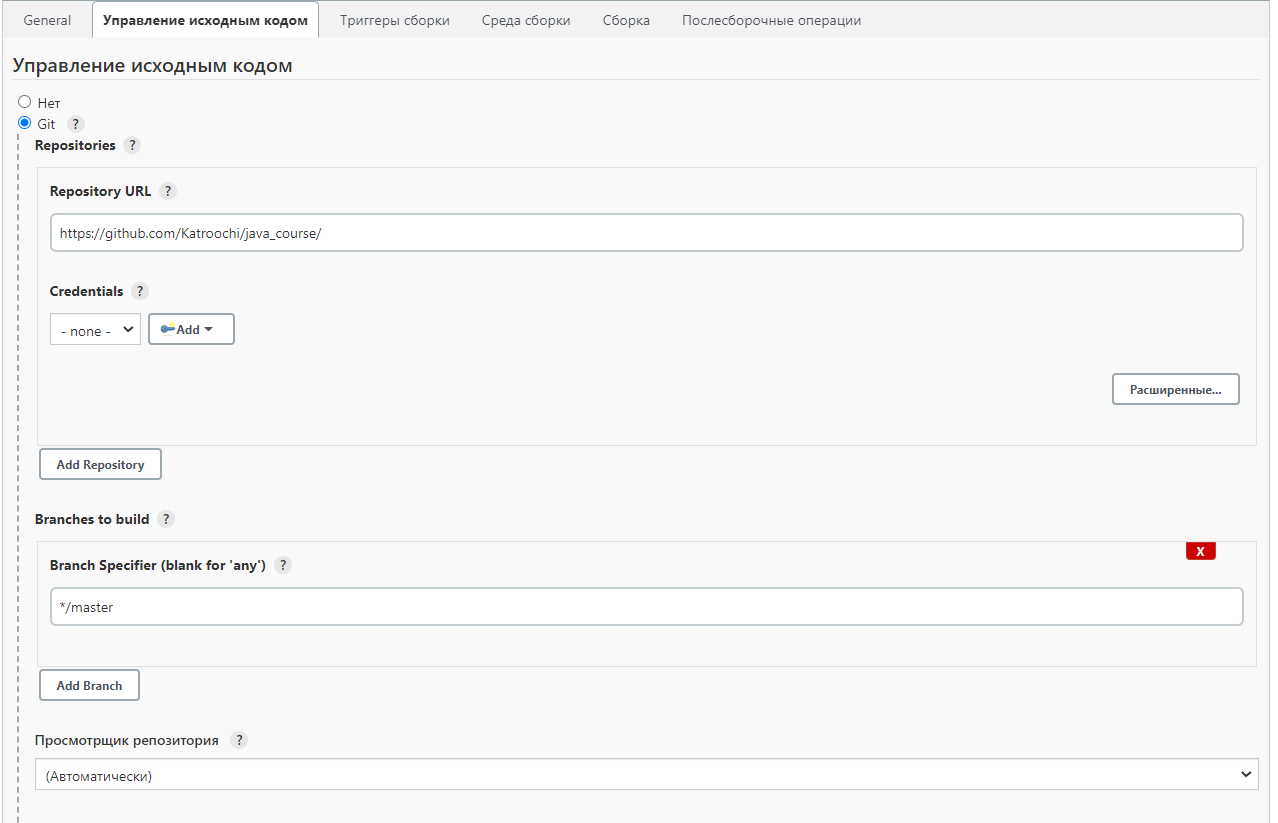 General Управление исходным кодом Триггеры сборки Среда сборки Сборка Послесборочные операции
Управление исходным кодом
Нет
Git ?
Repositories ?
Repository URL ?
https://github.com/Katroochi/java_course/
Credentials ?
- none - Add
Расширенные...
Add Repository
Branches to build ?
X
Branch Specifier (blank for 'any') ?
*/master
Add Branch
Просмотрщик репозитория ?
(Автоматически)